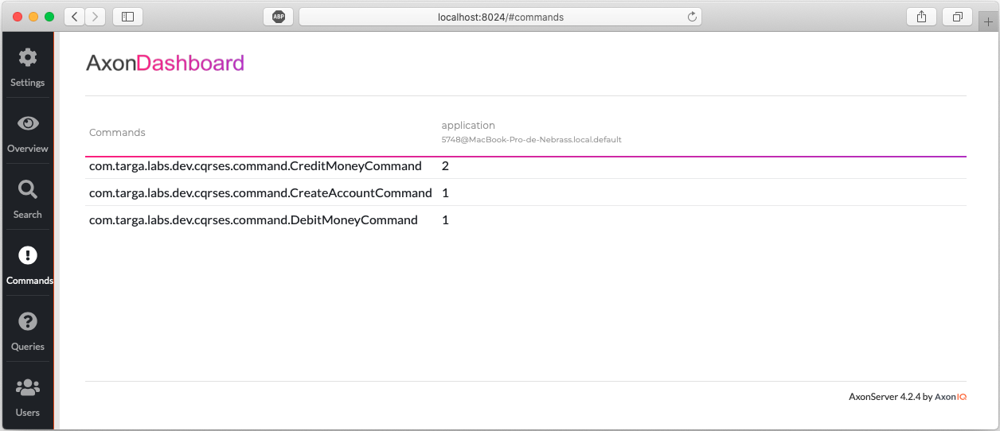 ABP
localhost:8024/#commands
Settings
Overview
Search
Commands
Queries
Users
AxonDashboard
Commands
application
5748@MacBook-Pro-de-Nebrass.local.default
com.targa.labs.dev.cqrses.command.CreditMoneyCommand 2
com.targa.labs.dev.cqrses.command.CreateAccountCommand 1
com.targa.labs.dev.cqrses.command.DebitMoneyCommand 1
AxonServer 4.2.4 by AxonIQ